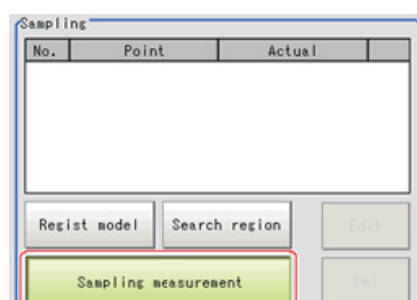 Sampling
No. Point Actual
Regist model Search region Edit
Sampling measurement Del